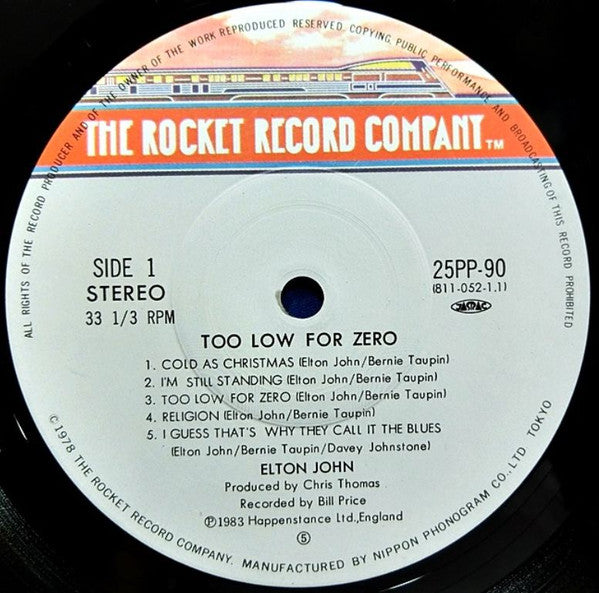 ALL RIGHTS OF THE RECORD PRODUCER AND OF THE OWNER OF THE WORK REPRODUCED RESERVED. COPYING, PUBLIC PERFORMANCE AND BROADCASTING OF THIS RECORD PROHIBITED
THE ROCKET RECORD COMPANY TM
SIDE 1
STEREO
33 1/3 RPM
25PP-90
(811-052-1.1)
JASRAC
TOO LOW FOR ZERO
1. COLD AS CHRISTMAS (Elton John/Bernie Taupin)
2. I'M STILL STANDING (Elton John/Bernie Taupin)
3. TOO LOW FOR ZERO (Elton John/Bernie Taupin)
4. RELIGION (Elton John/Bernie Taupin)
5. I GUESS THAT'S WHY THEY CALL IT THE BLUES
(Elton John/Bernie Taupin/Davey Johnstone)
ELTON JOHN
Produced by Chris Thomas
Recorded by Bill Price
Ⓟ1983 Happenstance Ltd., England
⑤
©1978 THE ROCKET RECORD COMPANY. MANUFACTURED BY NIPPON PHONOGRAM CO., LTD TOKYO